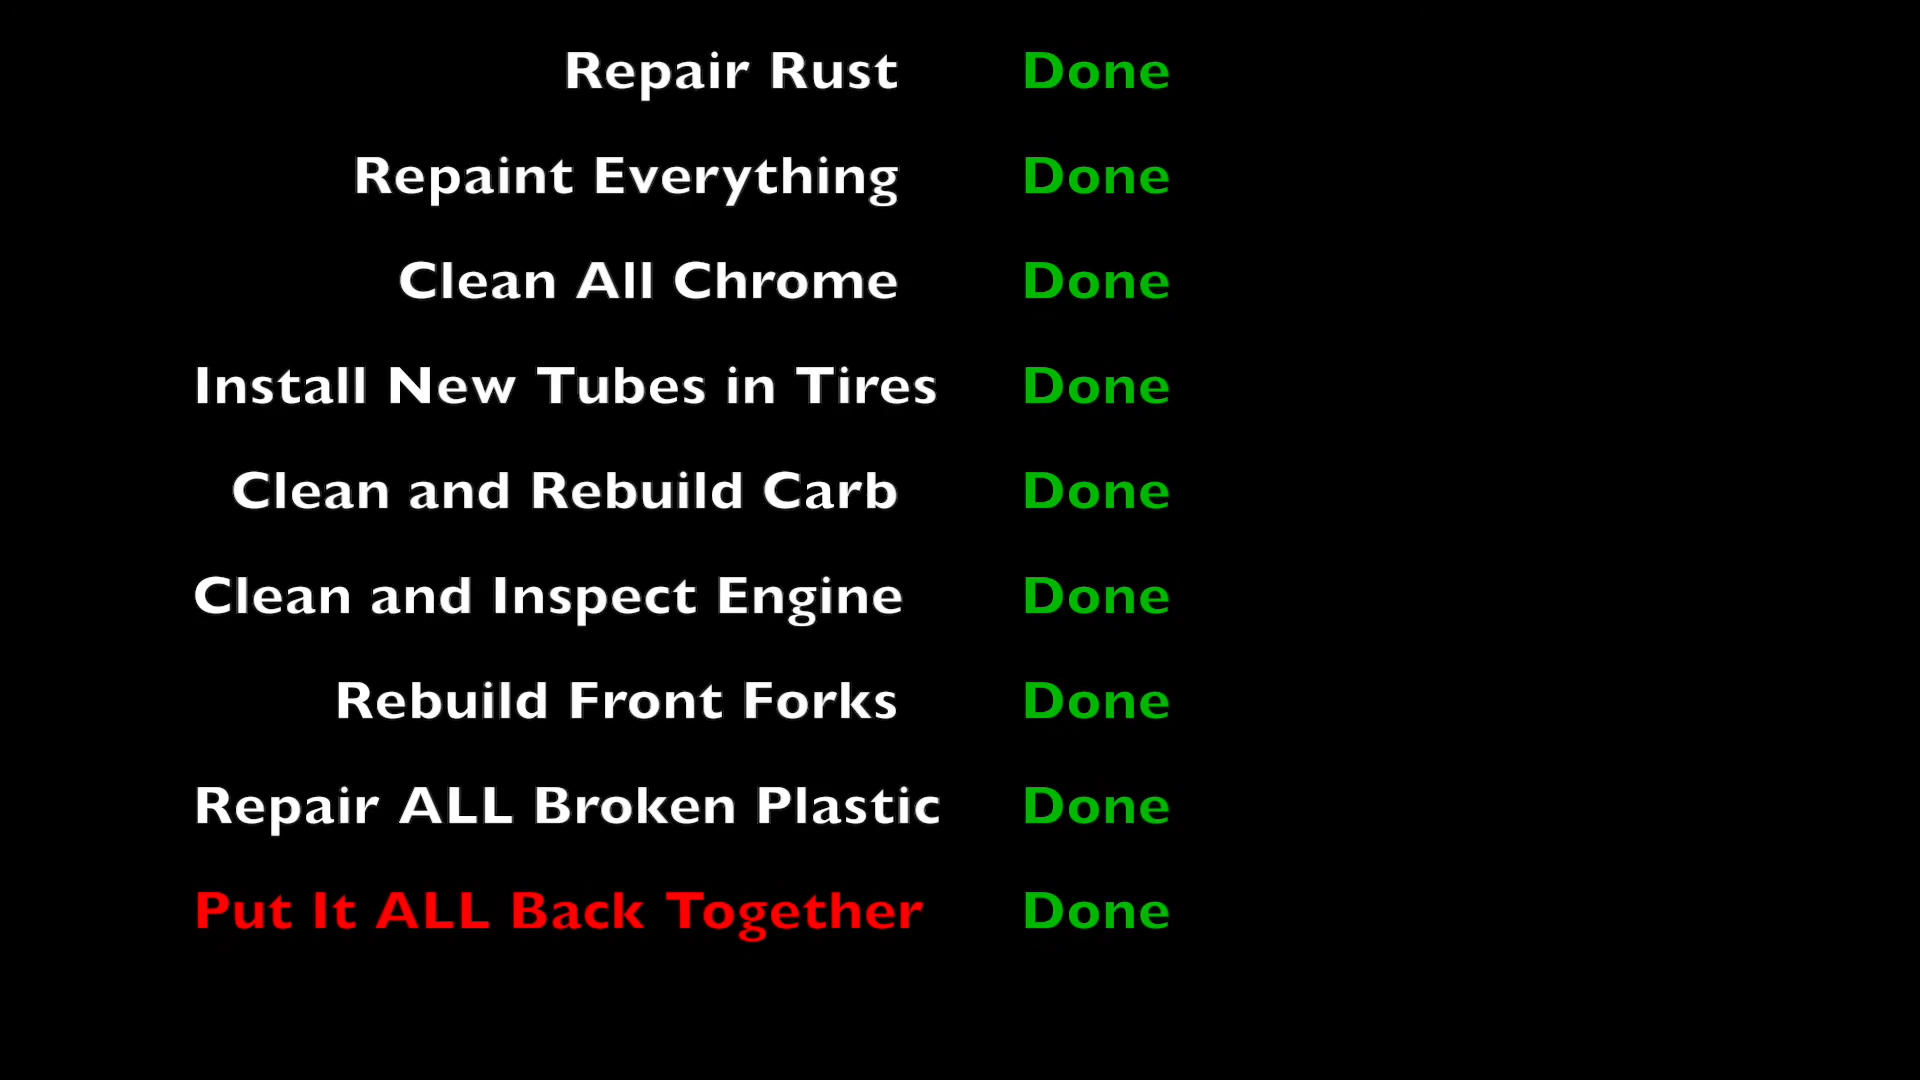 Repair Rust Done
Repaint Everything Done
Clean All Chrome Done
Install New Tubes in Tires Done
Clean and Rebuild Carb Done
Clean and Inspect Engine Done
Rebuild Front Forks Done
Repair ALL Broken Plastic Done
Put It ALL Back Together Done